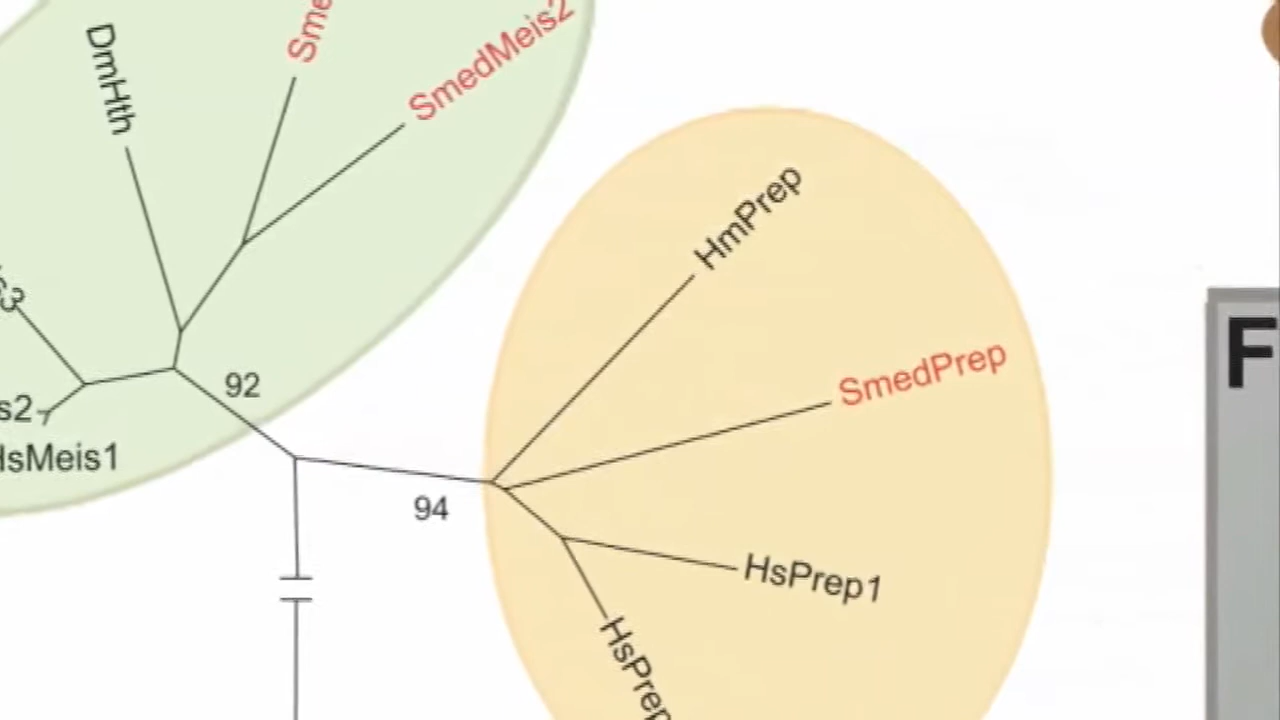 DmHth
SmedMeis2
HmPrep
SmedPrep
F
92
HsMeis1
94
HsPrep1